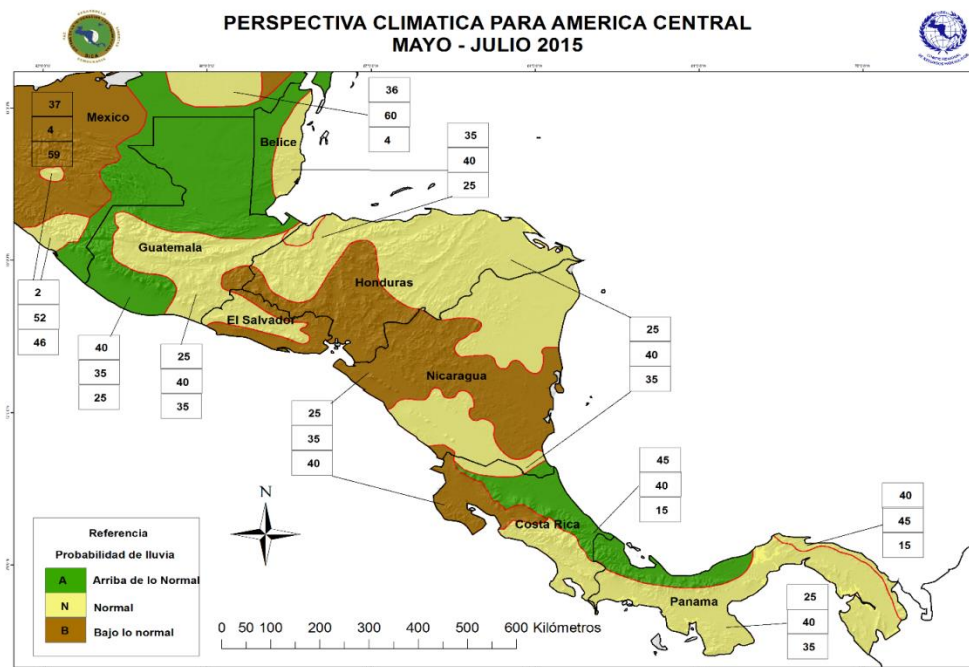 PERSPECTIVA CLIMATICA PARA AMERICA CENTRAL
MAYO - JULIO 2015
37
4
59
Mexico
Belice
36
60
4
35
40
25
Guatemala
Honduras
El Salvador
Nicaragua
2
52
46
40
35
25
25
40
35
25
40
35
25
35
40
45
40
15
40
45
15
Costa Rica
Panama
25
40
35
N
Referencia
Probabilidad de lluvia
A Arriba de lo Normal
N Normal
B Bajo lo normal
0 50 100 200 300 400 500 600 Kilómetros